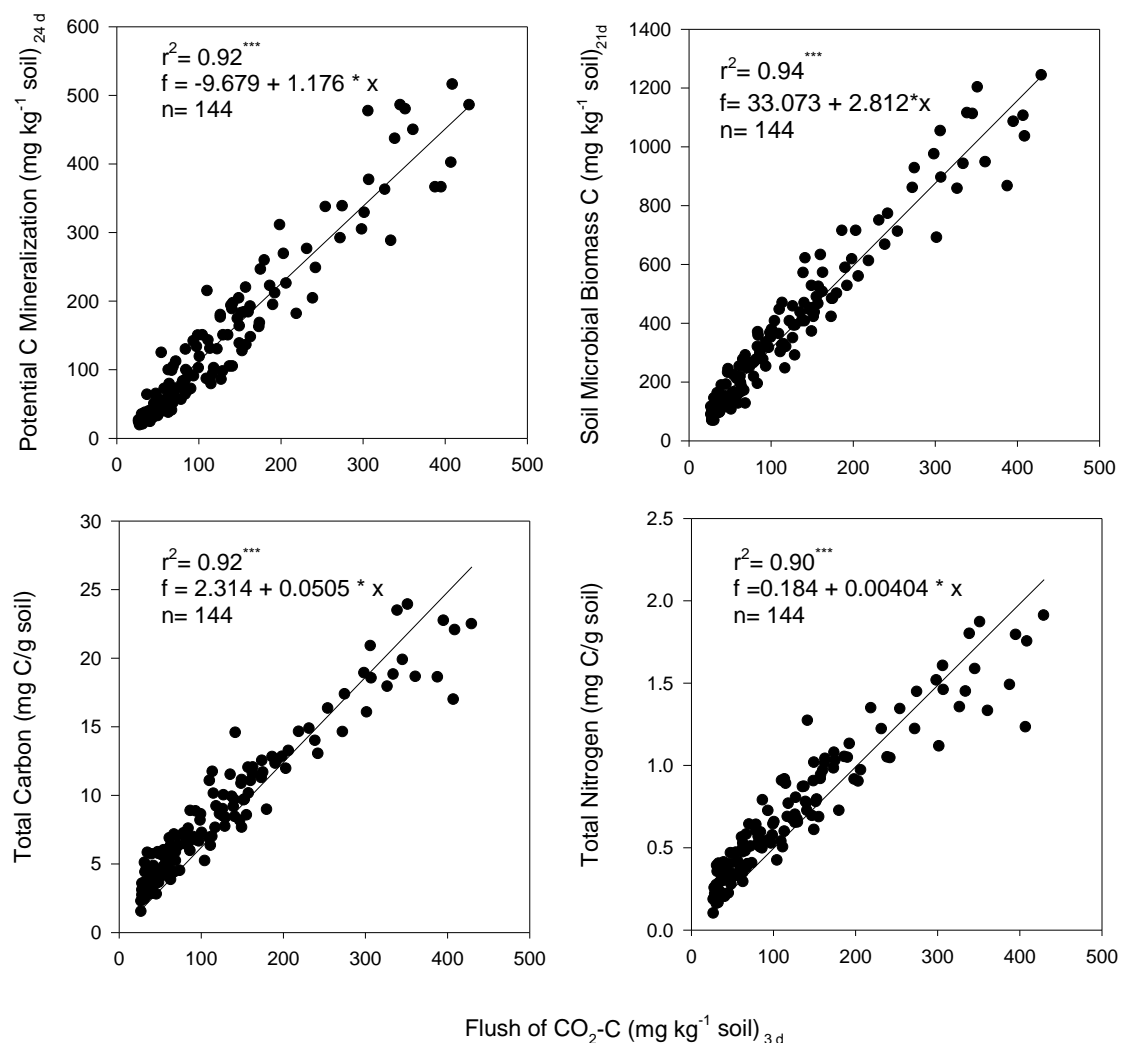 Potential C Mineralization (mg kg⁻¹ soil) 24 d
600
500
400
300
200
100
0
r²= 0.92***
f = -9.679 + 1.176 * x
n= 144
0 100 200 300 400 500
Soil Microbial Biomass C (mg kg⁻¹ soil)21d
1400
1200
1000
800
600
400
200
0
r²= 0.94***
f= 33.073 + 2.812*x
n= 144
0 100 200 300 400 500
Total Carbon (mg C/g soil)
30
25
20
15
10
5
0
r²= 0.92***
f = 2.314 + 0.0505 * x
n= 144
0 100 200 300 400 500
Total Nitrogen (mg C/g soil)
2.5
2.0
1.5
1.0
0.5
0.0
r²= 0.90***
f =0.184 + 0.00404 * x
n= 144
0 100 200 300 400 500
Flush of CO₂-C (mg kg⁻¹ soil) 3 d